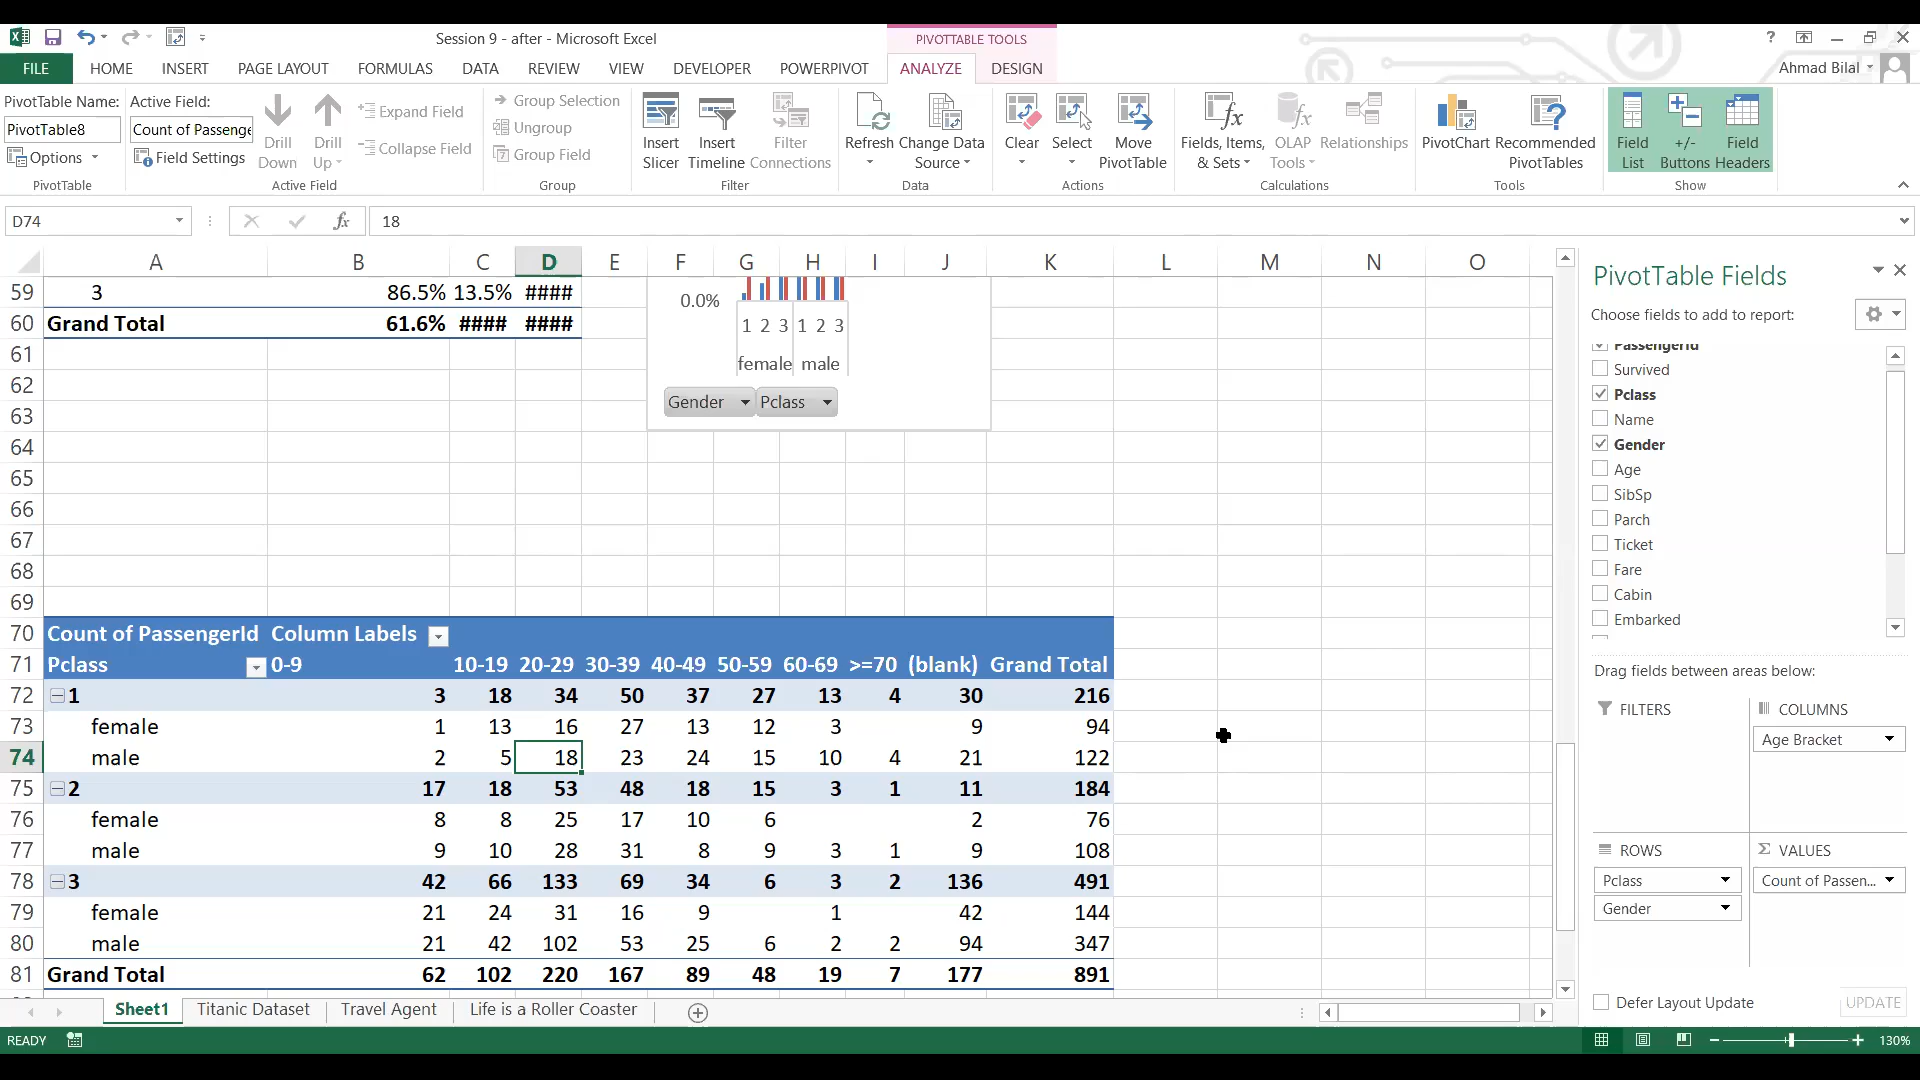 Session 9 - after - Microsoft Excel
PIVOTTABLE TOOLS
?
FILE HOME INSERT PAGE LAYOUT FORMULAS DATA REVIEW VIEW DEVELOPER POWERPIVOT ANALYZE DESIGN Ahmad Bilal
PivotTable Name: Active Field:
PivotTable8 Count of Passenge
Options Field Settings
Drill Down Drill Up
Expand Field
Collapse Field
Group Selection
Ungroup
Group Field
Insert Slicer Insert Timeline Filter Connections
Refresh Change Data Source
Clear Select Move PivotTable
Fields, Items, & Sets OLAP Tools Relationships
PivotChart Recommended PivotTables
Field List +/- Buttons Field Headers
PivotTable Active Field Group Filter Data Actions Calculations Tools Show
D74 fx 18
A B C D E F G H I J K L M N O
59 3 86.5% 13.5% ####
60 Grand Total 61.6% #### ####
61
62
63
64
65
66
67
68
69
0.0%
1 2 3 1 2 3
female male
Gender Pclass
70 Count of PassengerId Column Labels
71 Pclass 0-9 10-19 20-29 30-39 40-49 50-59 60-69 >=70 (blank) Grand Total
72 1 3 18 34 50 37 27 13 4 30 216
73 female 1 13 16 27 13 12 3 9 94
74 male 2 5 18 23 24 15 10 4 21 122
75 2 17 18 53 48 18 15 3 1 11 184
76 female 8 8 25 17 10 6 2 76
77 male 9 10 28 31 8 9 3 1 9 108
78 3 42 66 133 69 34 6 3 2 136 491
79 female 21 24 31 16 9 1 42 144
80 male 21 42 102 53 25 6 2 2 94 347
81 Grand Total 62 102 220 167 89 48 19 7 177 891
PivotTable Fields
Choose fields to add to report:
PassengerId
Survived
Pclass
Name
Gender
Age
SibSp
Parch
Ticket
Fare
Cabin
Embarked
Drag fields between areas below:
FILTERS COLUMNS
Age Bracket
ROWS Σ VALUES
Pclass Count of Passen...
Gender
Defer Layout Update UPDATE
Sheet1 Titanic Dataset Travel Agent Life is a Roller Coaster
READY 130%